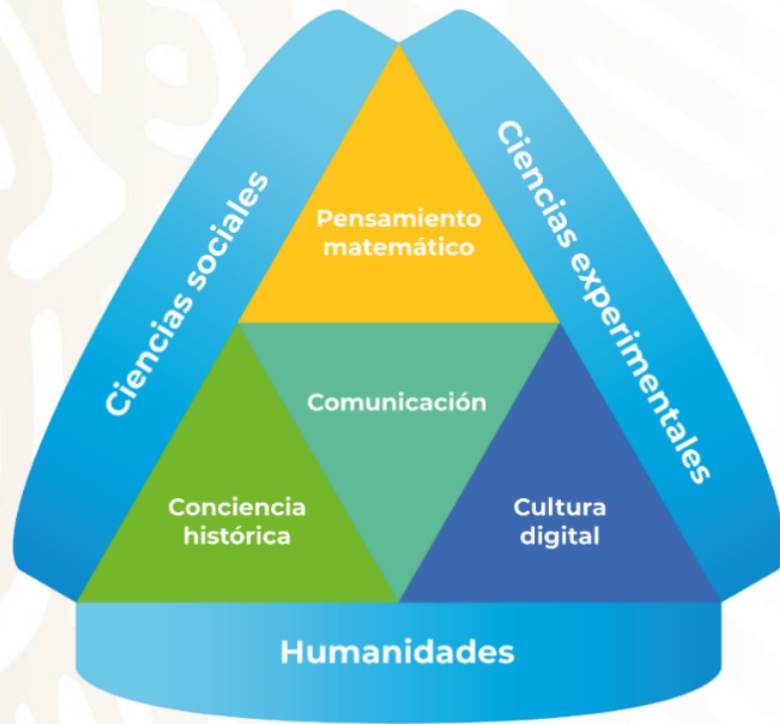 Ciencias sociales
Ciencias experimentales
Pensamiento
matemático
Comunicación
Conciencia
histórica
Cultura
digital
Humanidades